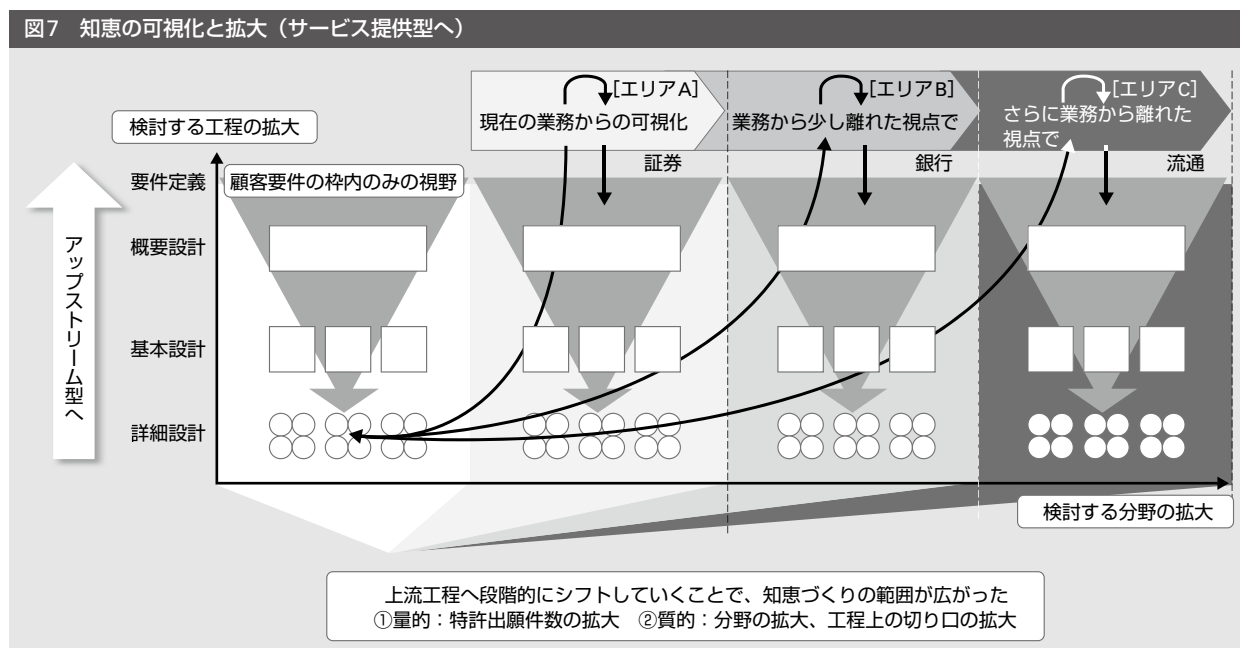 図7 知恵の可視化と拡大（サービス提供型へ）
[エリアA]
現在の業務からの可視化
[エリアB]
業務から少し離れた視点で
[エリアC]
さらに業務から離れた
視点で
検討する工程の拡大
証券
銀行
流通
要件定義
顧客要件の枠内のみの視野
概要設計
基本設計
詳細設計
アップストリーム型へ
検討する分野の拡大
上流工程へ段階的にシフトしていくことで、知恵づくりの範囲が広がった
①量的：特許出願件数の拡大 ②質的：分野の拡大、工程上の切り口の拡大